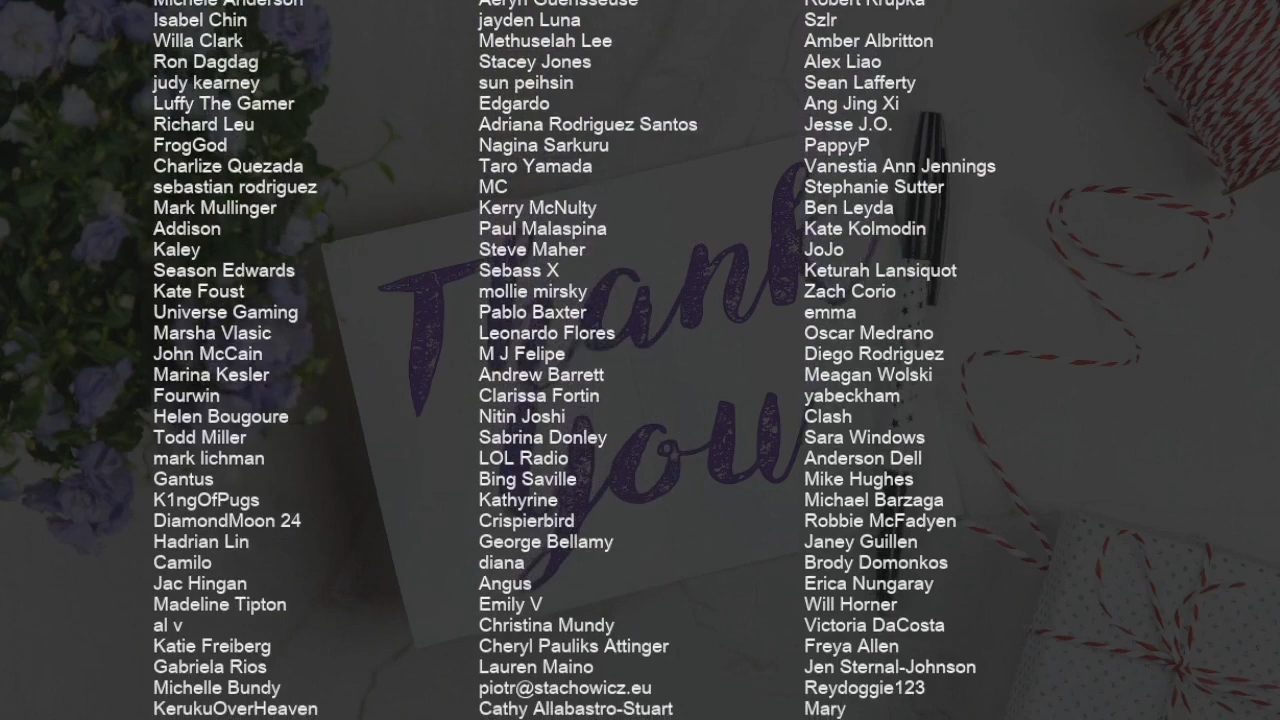 Michele Anderson
Isabel Chin
Willa Clark
Ron Dagdag
judy kearney
Luffy The Gamer
Richard Leu
FrogGod
Charlize Quezada
sebastian rodriguez
Mark Mullinger
Addison
Kaley
Season Edwards
Kate Foust
Universe Gaming
Marsha Vlasic
John McCain
Marina Kesler
Fourwin
Helen Bougoure
Todd Miller
mark lichman
Gantus
K1ngOfPugs
DiamondMoon 24
Hadrian Lin
Camilo
Jac Hingan
Madeline Tipton
al v
Katie Freiberg
Gabriela Rios
Michelle Bundy
KerukuOverHeaven
Aeryn Guerisseuse
jayden Luna
Methuselah Lee
Stacey Jones
sun peihsin
Edgardo
Adriana Rodriguez Santos
Nagina Sarkuru
Taro Yamada
MC
Kerry McNulty
Paul Malaspina
Steve Maher
Sebass X
mollie mirsky
Pablo Baxter
Leonardo Flores
M J Felipe
Andrew Barrett
Clarissa Fortin
Nitin Joshi
Sabrina Donley
LOL Radio
Bing Saville
Kathyrine
Crispierbird
George Bellamy
diana
Angus
Emily V
Christina Mundy
Cheryl Pauliks Attinger
Lauren Maino
piotr@stachowicz.eu
Cathy Allabastro-Stuart
Robert Krupka
Szlr
Amber Albritton
Alex Liao
Sean Lafferty
Ang Jing Xi
Jesse J.O.
PappyP
Vanestia Ann Jennings
Stephanie Sutter
Ben Leyda
Kate Kolmodin
JoJo
Keturah Lansiquot
Zach Corio
emma
Oscar Medrano
Diego Rodriguez
Meagan Wolski
yabeckham
Clash
Sara Windows
Anderson Dell
Mike Hughes
Michael Barzaga
Robbie McFadyen
Janey Guillen
Brody Domonkos
Erica Nungaray
Will Horner
Victoria DaCosta
Freya Allen
Jen Sternal-Johnson
Reydoggie123
Mary
Thank
you